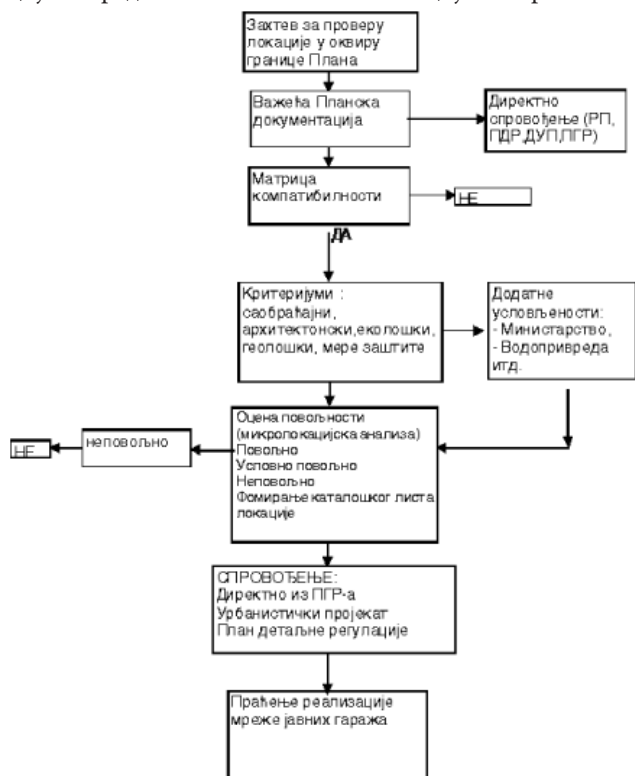 Захтев за проверу
локације у оквиру
границе Плана
Важећа Планска
документација
Директно
спровођење (РП,
ПДР,ДУП,ПГР)
Матрица
компатибилности
НЕ
ДА
Критеријуми :
саобраћајни,
архитектонски,еколошки,
геолошки, мере заштите
Додатне
условљености:
- Министарство,
- Водопривреда
итд.
Оцена повољности
(микролокацијска анализа)
Повољно
Условно повољно
Неповољно
Фомирање каталошког листа
локације
неповољно
НЕ
СПРОВОЂЕЊЕ:
Директно из ПГР-а
Урбанистички пројекат
План детаљне регулације
Праћење реализације
мреже јавних гаража